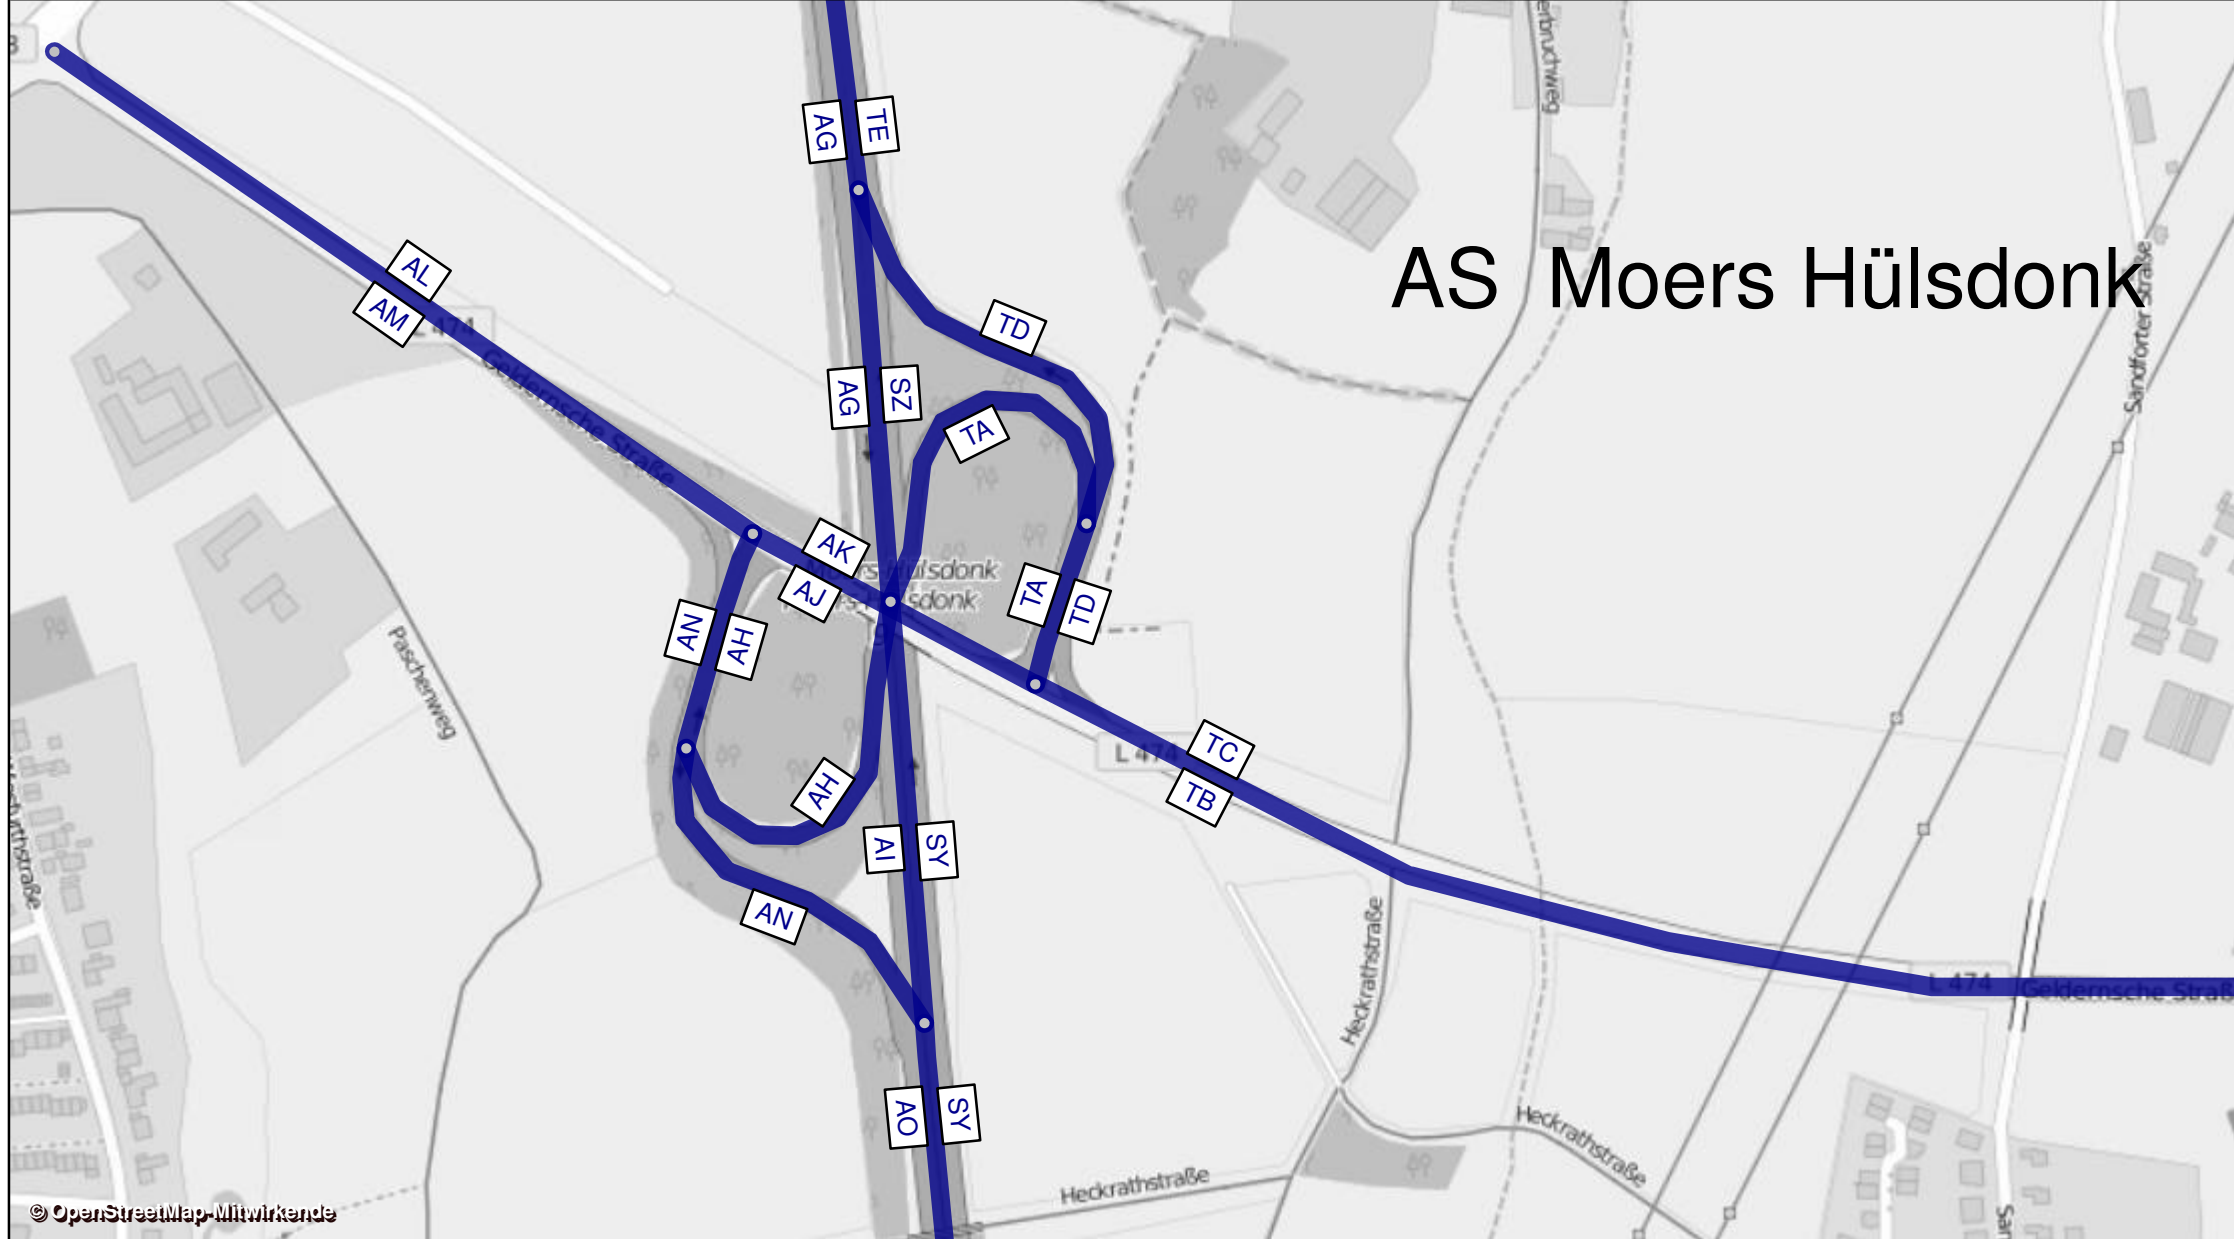 AG
TE
AS Moers Hülsdonk
AL
AM
L 474
Geldernsche Straße
TD
AG
SZ
TA
Sandforter Straße
AK
AJ
Moers-Hülsdonk
TA
TD
AN
AH
Paschenweg
TC
TB
L 474
AH
AI
SY
AN
Heckrathstraße
L 474
Geldernsche Straß
AO
SY
Heckrathstraße
Heckrathstraße
© OpenStreetMap-Mitwirkende